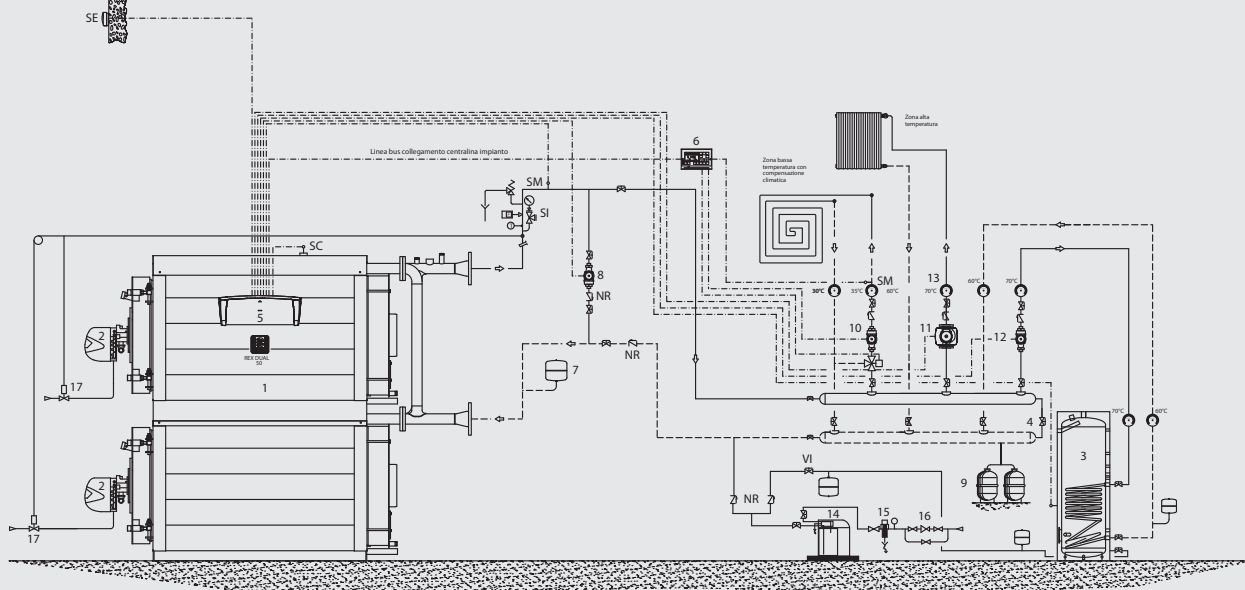 SE
6
Zona alta
temperatura
Linea bus collegamento centralina impianto
Zona bassa
temperatura con
compensazione
climatica
SM
SI
SC
SM
13
8
NR
50°C
35°C
60°C
70°C
60°C
70°C
5
10
11
12
2
REX DUAL
50
NR
7
1
17
4
70°C
60°C
3
VI
2
NR
9
14
15
16
17